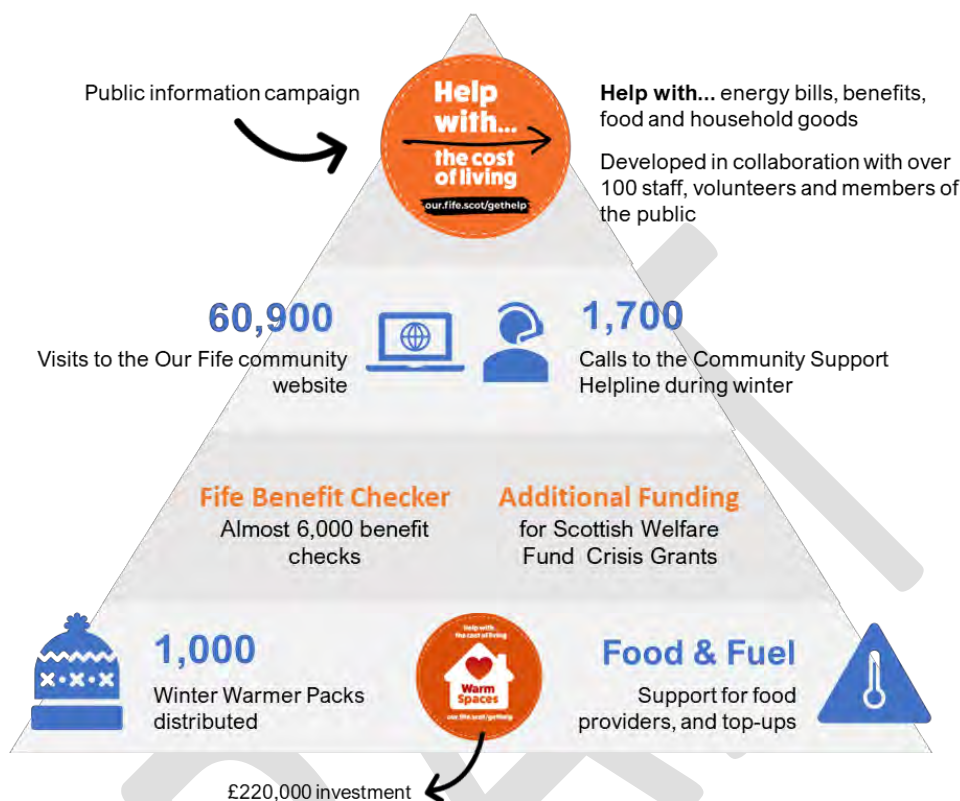 Public information campaign
Help
with...
the cost
of living
our.fife.scot/gethelp
Help with... energy bills, benefits,
food and household goods
Developed in collaboration with over
100 staff, volunteers and members of
the public
60,900
Visits to the Our Fife community
website
1,700
Calls to the Community Support
Helpline during winter
Fife Benefit Checker
Almost 6,000 benefit
checks
Additional Funding
for Scottish Welfare
Fund Crisis Grants
1,000
Winter Warmer Packs
distributed
Help with
the cost of living
Warm
Spaces
our.fife.scot/gethelp
Food & Fuel
Support for food
providers, and top-ups
£220,000 investment